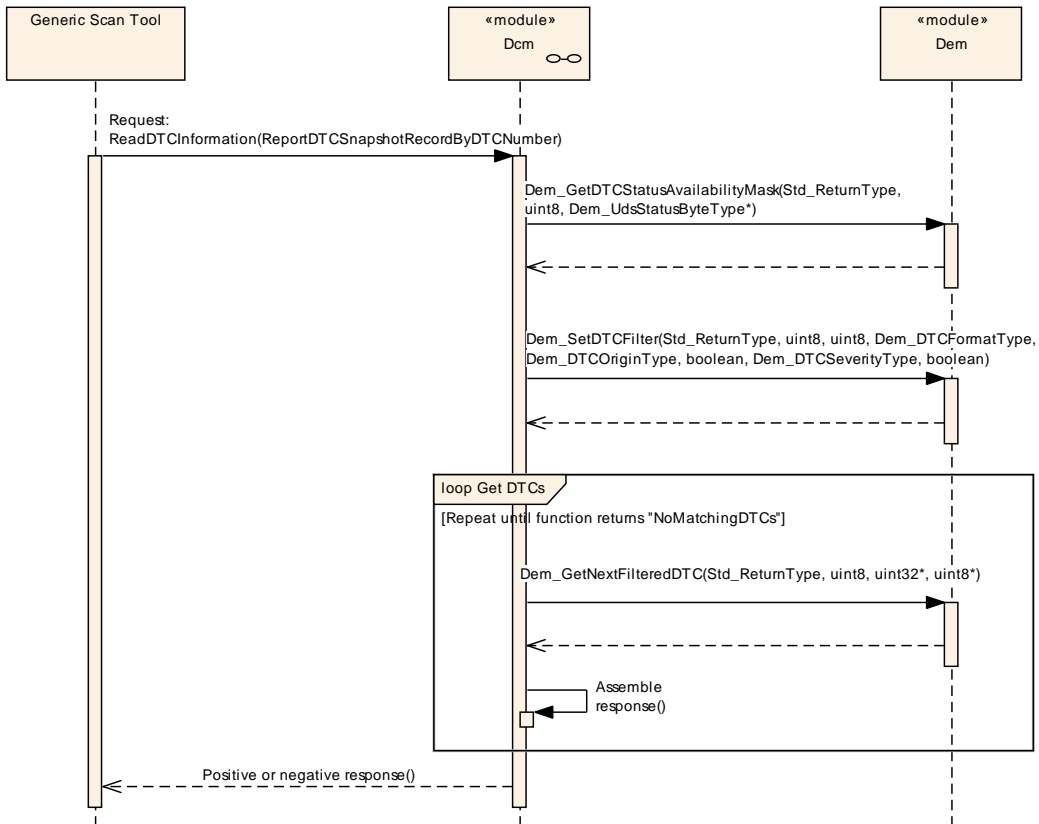 Generic Scan Tool
«module»
Dcm
«module»
Dem
Request:
ReadDTCInformation(ReportDTCSnapshotRecordByDTCNumber)
Dem_GetDTCStatusAvailabilityMask(Std_ReturnType,
uint8, Dem_UdsStatusByteType*)
Dem_SetDTCFilter(Std_ReturnType, uint8, uint8, Dem_DTCFormatType,
Dem_DTCOriginType, boolean, Dem_DTCSeverityType, boolean)
loop Get DTCs
[Repeat until function returns "NoMatchingDTCs"]
Dem_GetNextFilteredDTC(Std_ReturnType, uint8, uint32*, uint8*)
Assemble
response()
Positive or negative response()